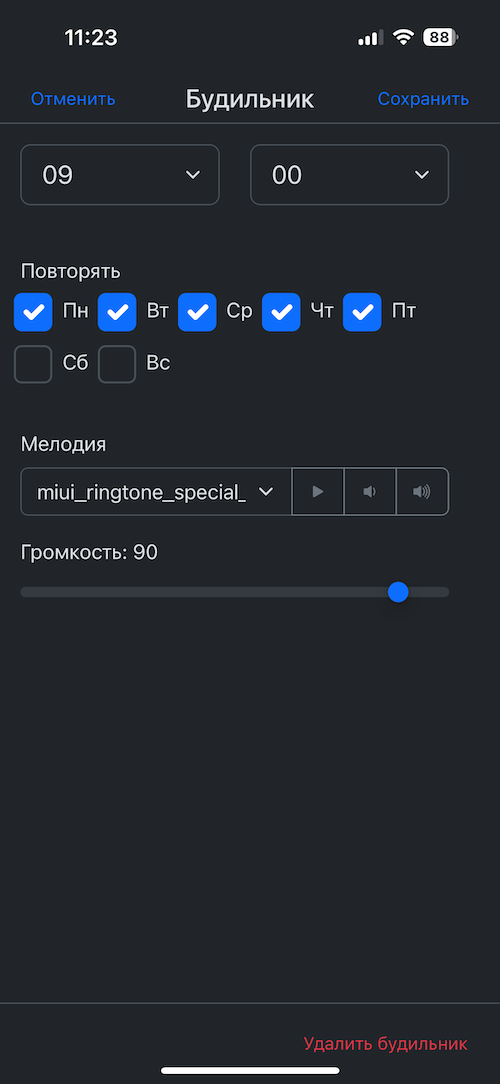 11:23 88
Отменить Будильник Сохранить
09 00
Повторять
Пн Вт Ср Чт Пт
Сб Вс
Мелодия
miui_ringtone_special_
Громкость: 90
Удалить будильник